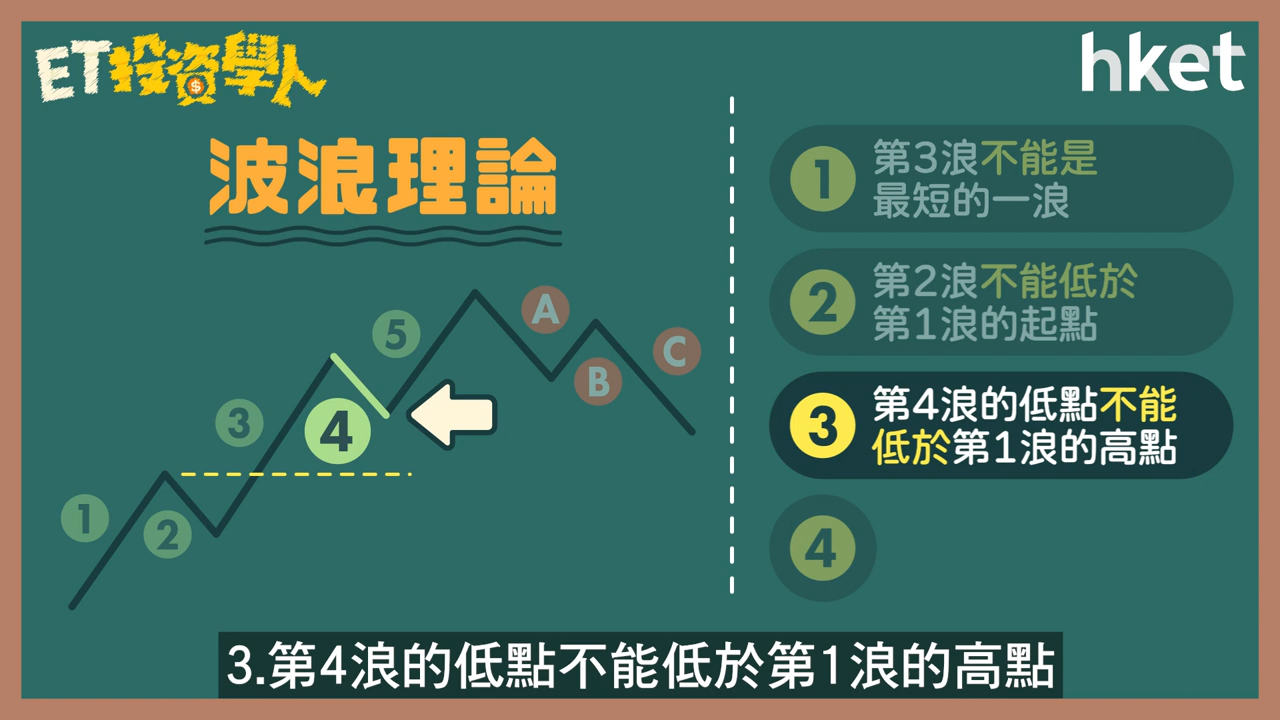 ET投資學人
hket
波浪理論
1
2
3
4
5
A
B
C
1
第3浪不能是
最短的一浪
2
第2浪不能低於
第1浪的起點
3
第4浪的低點不能
低於第1浪的高點
4
3.第4浪的低點不能低於第1浪的高點